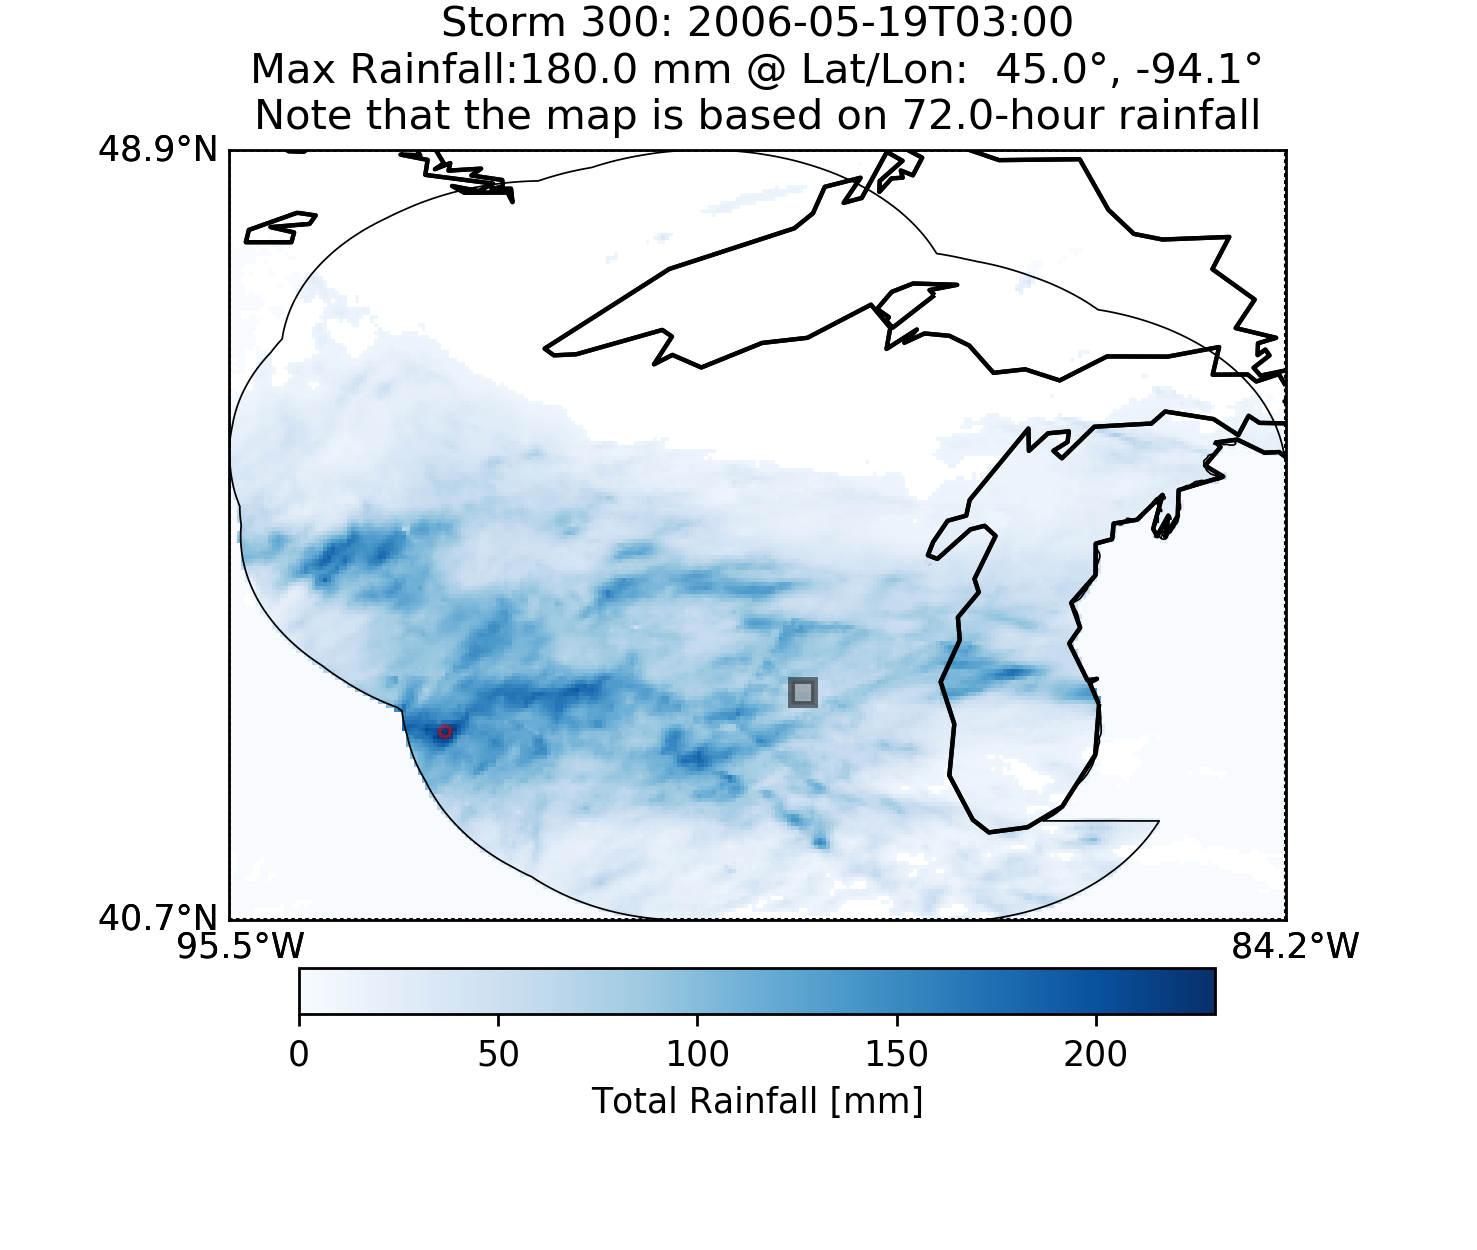 Storm 300: 2006-05-19T03:00
Max Rainfall:180.0 mm @ Lat/Lon:  45.0°, -94.1°
Note that the map is based on 72.0-hour rainfall
48.9°N
40.7°N
95.5°W 84.2°W
0 50 100 150 200
Total Rainfall [mm]